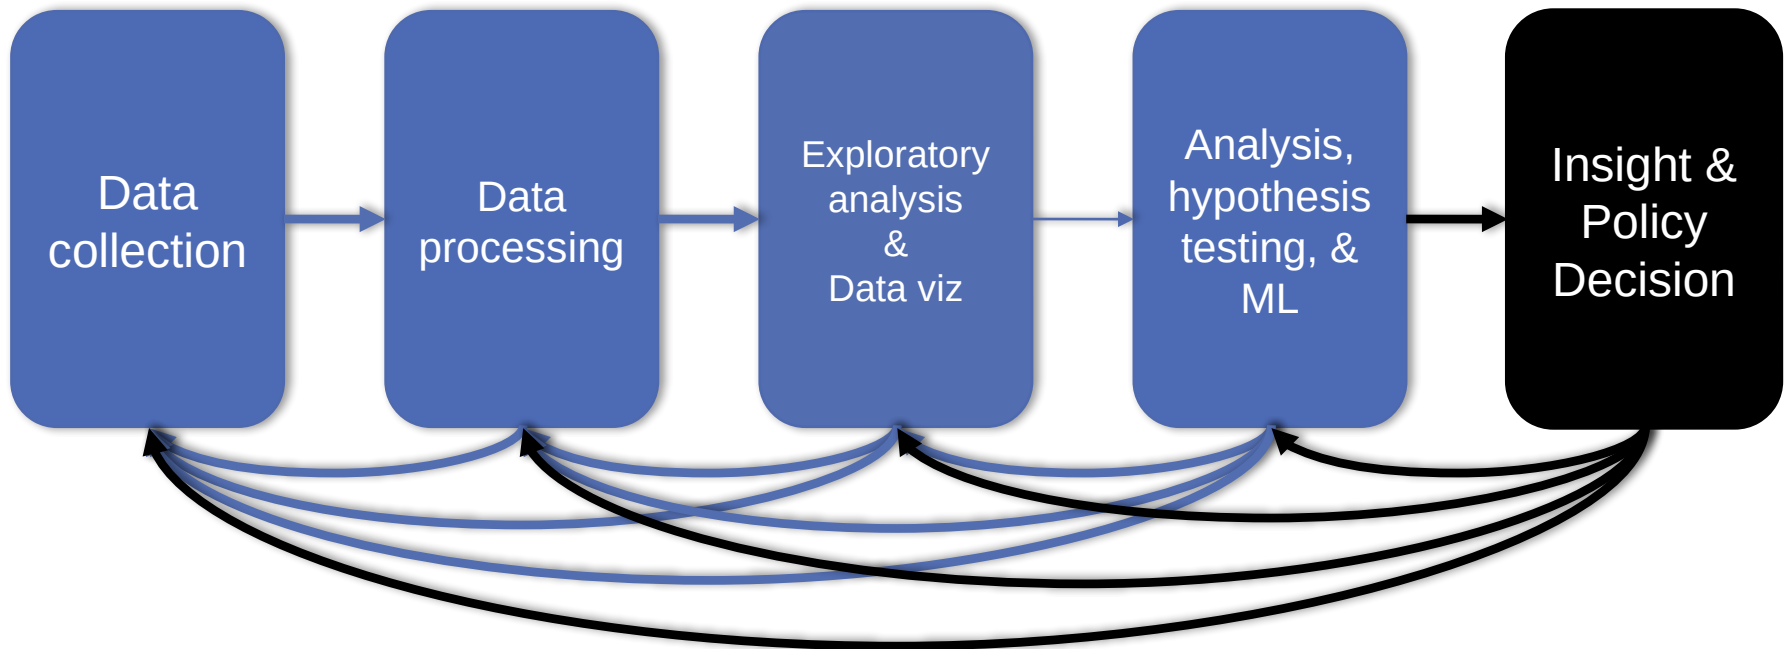 Data
collection
Data
processing
Exploratory
analysis
&
Data viz
Analysis,
hypothesis
testing, &
ML
Insight &
Policy
Decision